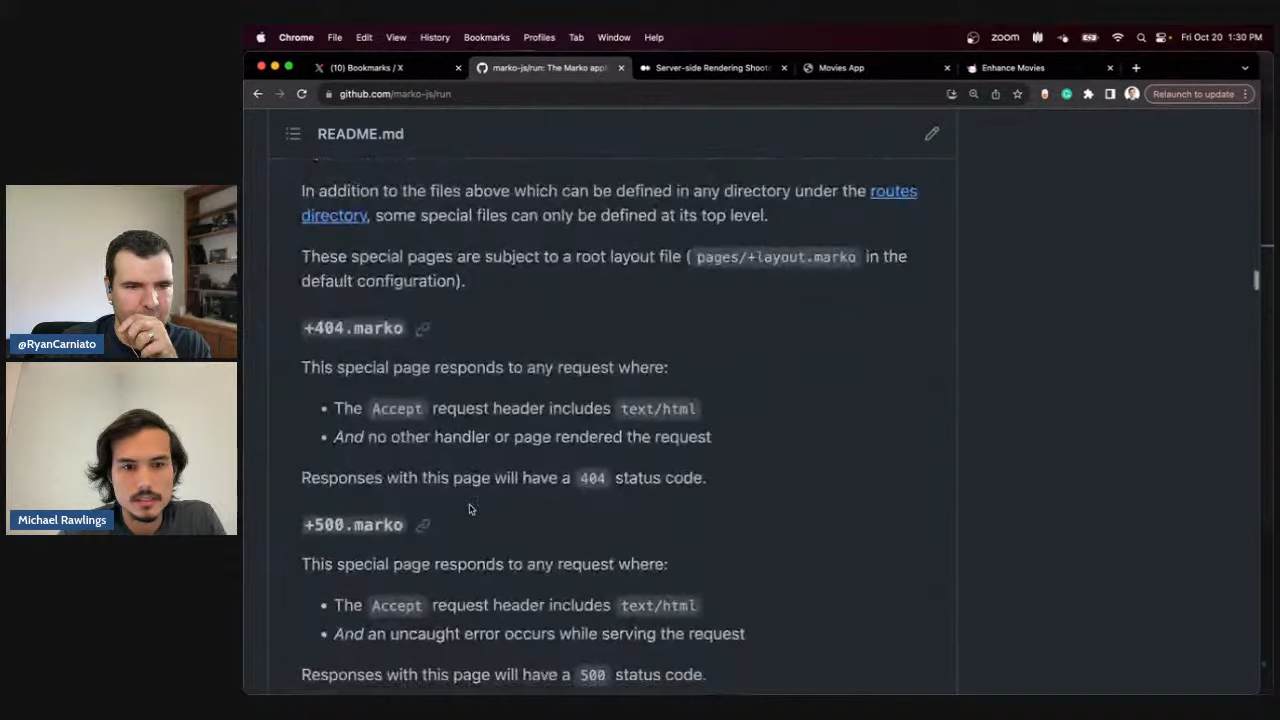 Chrome File Edit View History Bookmarks Profiles Tab Window Help zoom Fri Oct 20 1:30 PM
(10) Bookmarks / X marko-js/run: The Marko appl Server-side Rendering Shoot Movies App Enhance Movies
github.com/marko-js/run Relaunch to update
README.md
In addition to the files above which can be defined in any directory under the routes
directory, some special files can only be defined at its top level.
These special pages are subject to a root layout file ( pages/+layout.marko in the
default configuration).
+404.marko
This special page responds to any request where:
• The Accept request header includes text/html
• And no other handler or page rendered the request
Responses with this page will have a 404 status code.
+500.marko
This special page responds to any request where:
• The Accept request header includes text/html
• And an uncaught error occurs while serving the request
Responses with this page will have a 500 status code.
@RyanCarniato
Michael Rawlings